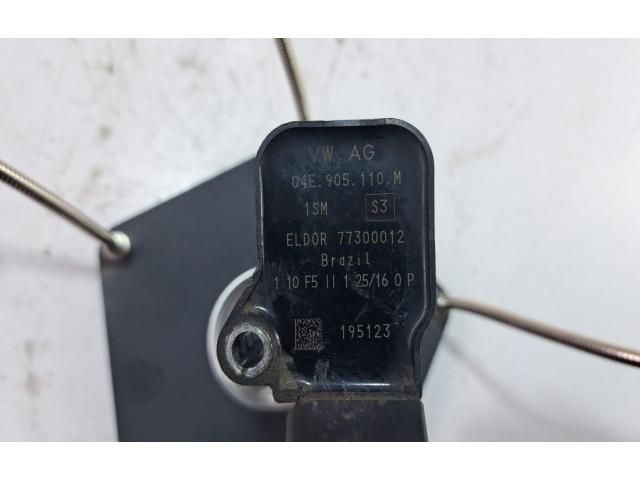 VW AG
04E.905.110.M
1SM S3
ELDOR 77300012
Brazil
1 10 F5 II 1 25/16 0 P
195123